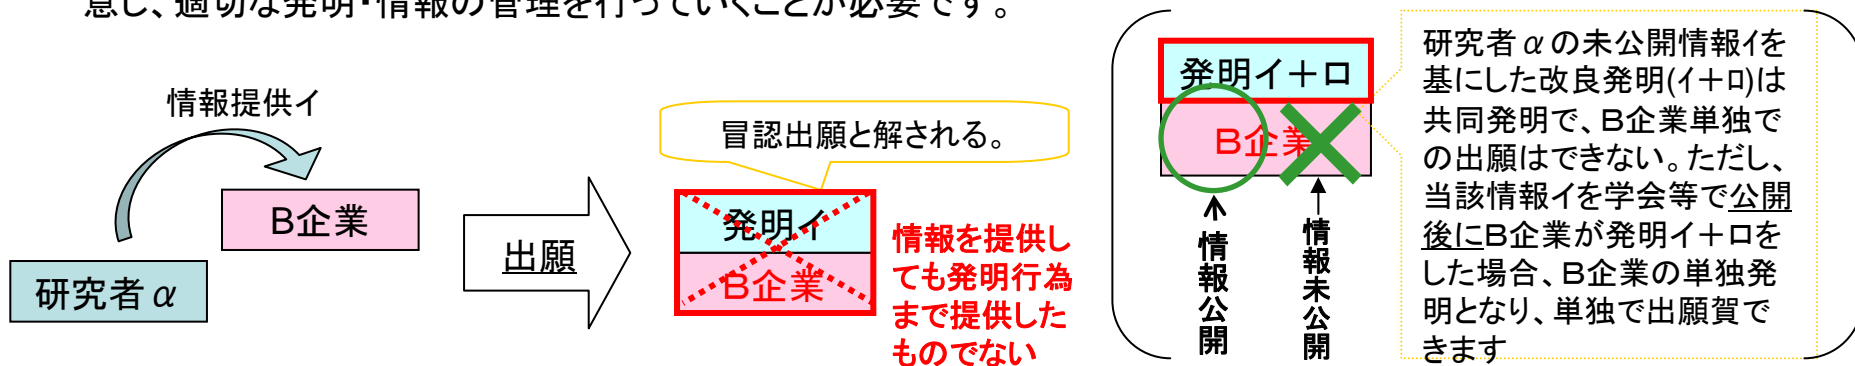 意し、適切な発明・情報の管理を行っていくことが必要です。
情報提供イ
B企業
研究者α
出願
冒認出願と解される。
発明イ
B企業
情報を提供し
ても発明行為
まで提供した
ものでない
発明イ＋ロ
B企業
情報公開
情報未公開
研究者αの未公開情報イを
基にした改良発明(イ＋ロ)は
共同発明で、B企業単独で
の出願はできない。ただし、
当該情報イを学会等で公開
後にB企業が発明イ＋ロを
した場合、B企業の単独発
明となり、単独で出願賀で
きます